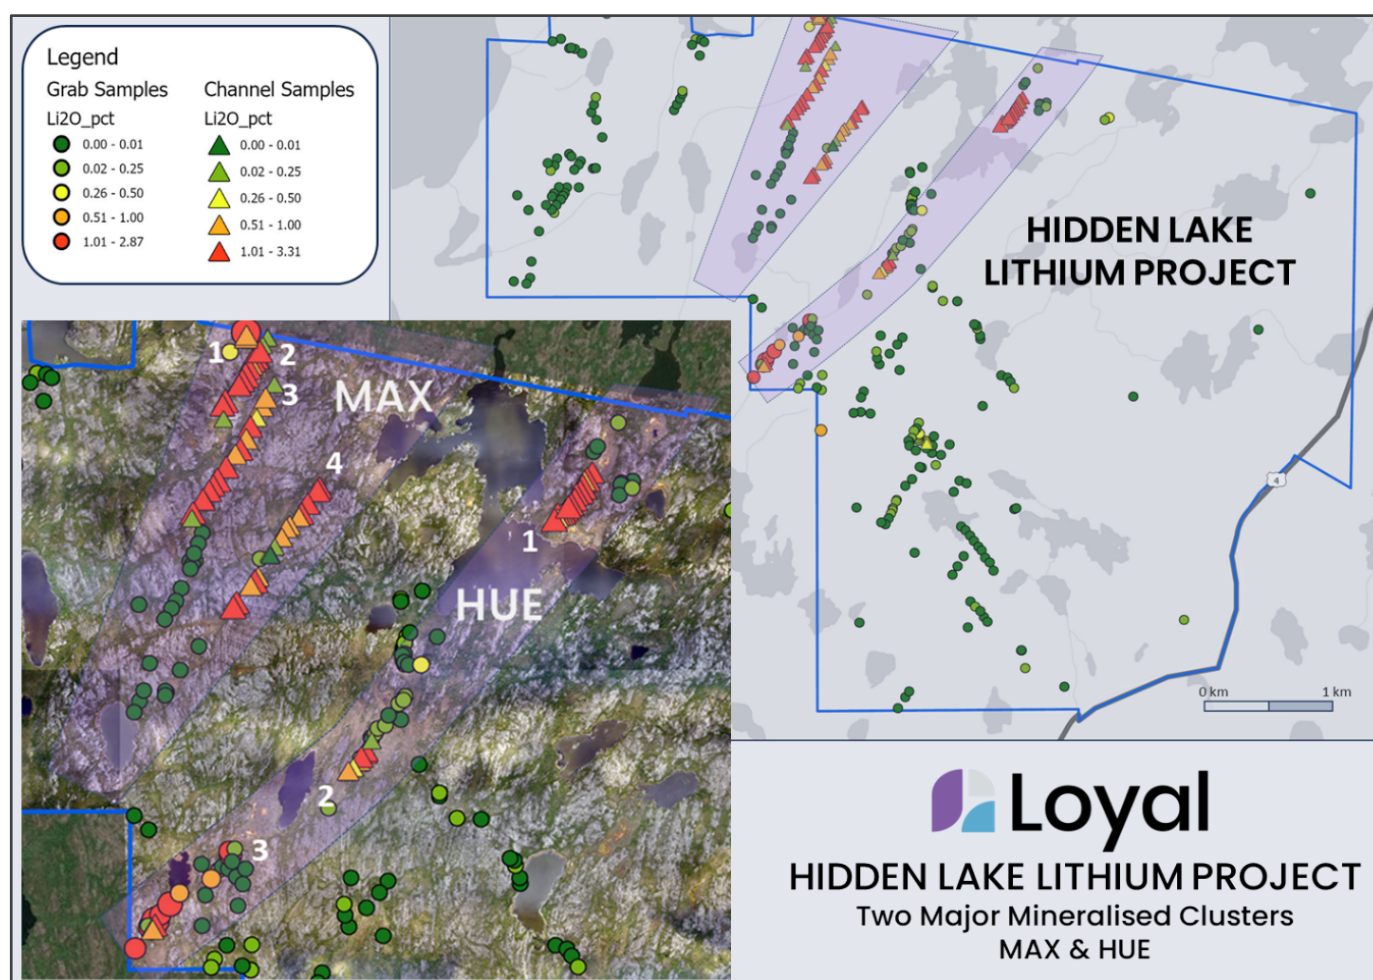 Legend
Grab Samples
Li2O_pct
0.00 - 0.01
0.02 - 0.25
0.26 - 0.50
0.51 - 1.00
1.01 - 2.87
Channel Samples
Li2O_pct
0.00 - 0.01
0.02 - 0.25
0.26 - 0.50
0.51 - 1.00
1.01 - 3.31
HIDDEN LAKE
LITHIUM PROJECT
4
0 km 1 km
1
2
3
MAX
4
1
HUE
2
3
Loyal
HIDDEN LAKE LITHIUM PROJECT
Two Major Mineralised Clusters
MAX & HUE